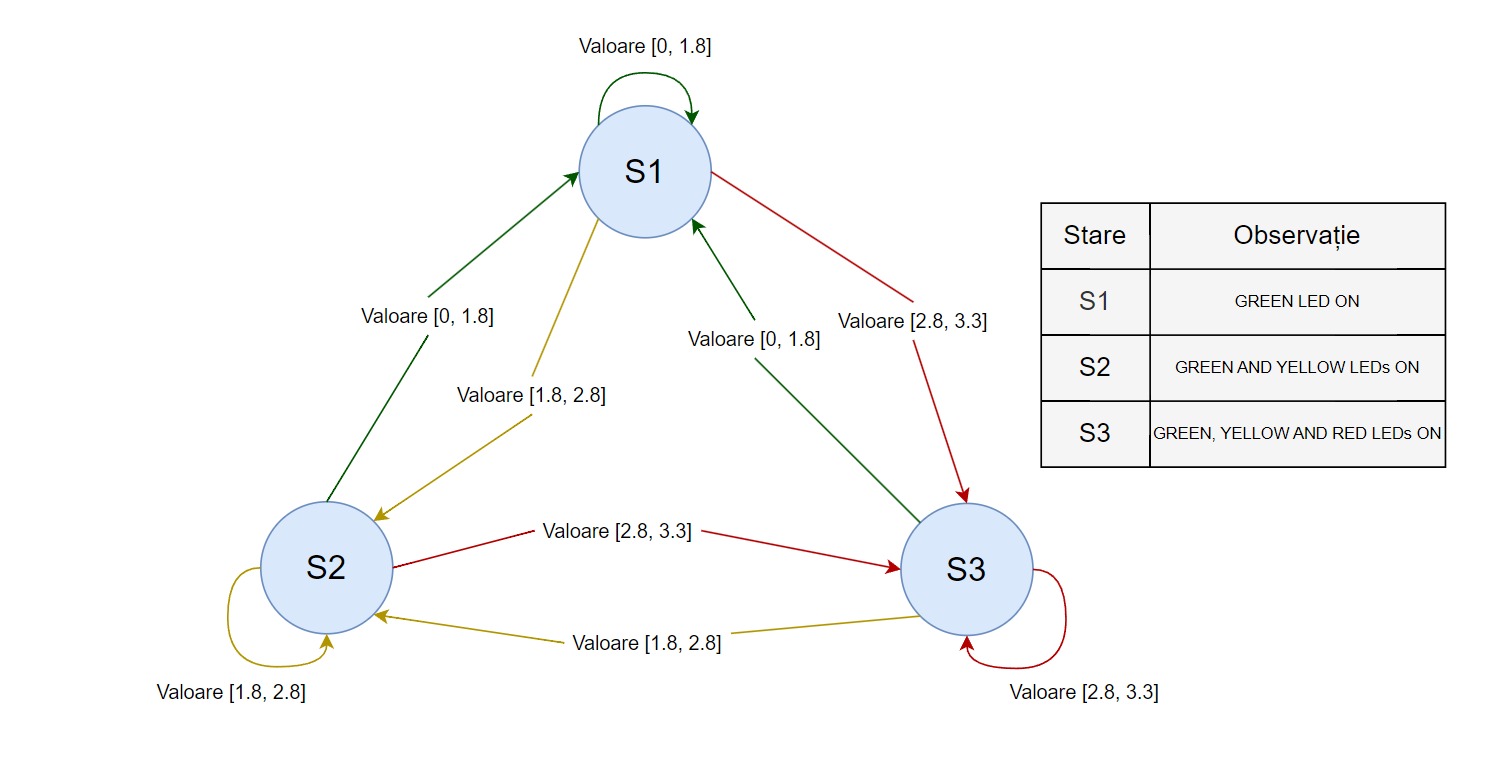 Valoare [0, 1.8]
S1
Valoare [0, 1.8]
Valoare [2.8, 3.3]
Valoare [0, 1.8]
Valoare [1.8, 2.8]
Valoare [2.8, 3.3]
S2
S3
Valoare [1.8, 2.8]
Valoare [1.8, 2.8]
Valoare [2.8, 3.3]
Stare Observație
S1 GREEN LED ON
S2 GREEN AND YELLOW LEDs ON
S3 GREEN, YELLOW AND RED LEDs ON